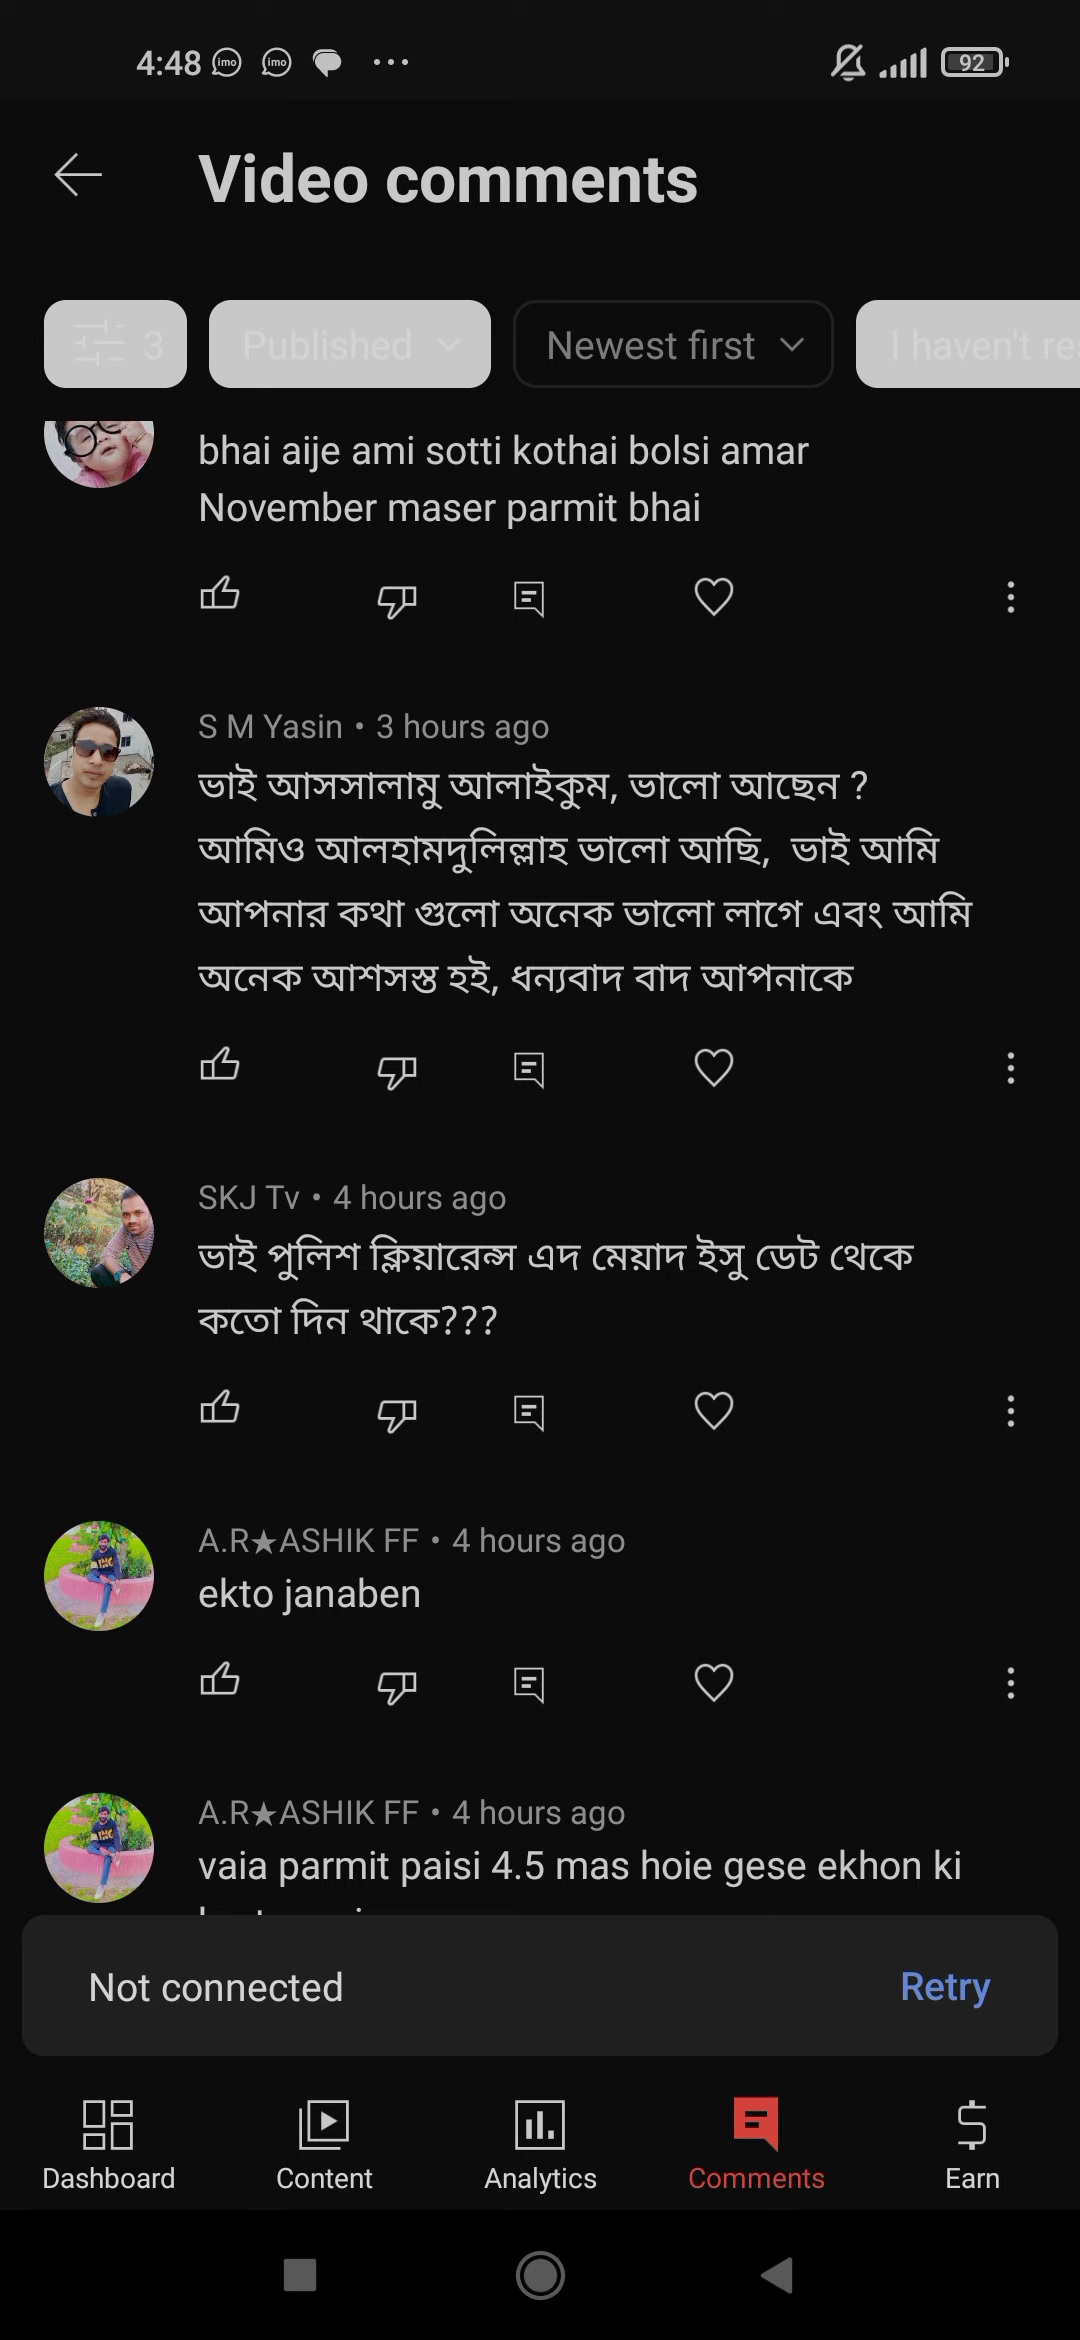 4:48
92
Video comments
3
Published
Newest first
I haven't
bhai aije ami sotti kothai bolsi amar
November maser parmit bhai
S M Yasin • 3 hours ago
ভাই আসসালামু আলাইকুম, ভালো আছেন ?
আমিও আলহামদুলিল্লাহ ভালো আছি, ভাই আমি
আপনার কথা গুলো অনেক ভালো লাগে এবং আমি
অনেক আশসস্ত হই, ধন্যবাদ বাদ আপনাকে
SKJ Tv • 4 hours ago
ভাই পুলিশ ক্লিয়ারেন্স এদ মেয়াদ ইসু ডেট থেকে
কতো দিন থাকে???
A.R★ASHIK FF • 4 hours ago
ekto janaben
A.R★ASHIK FF • 4 hours ago
vaia parmit paisi 4.5 mas hoie gese ekhon ki
Not connected
Retry
Dashboard
Content
Analytics
Comments
Earn